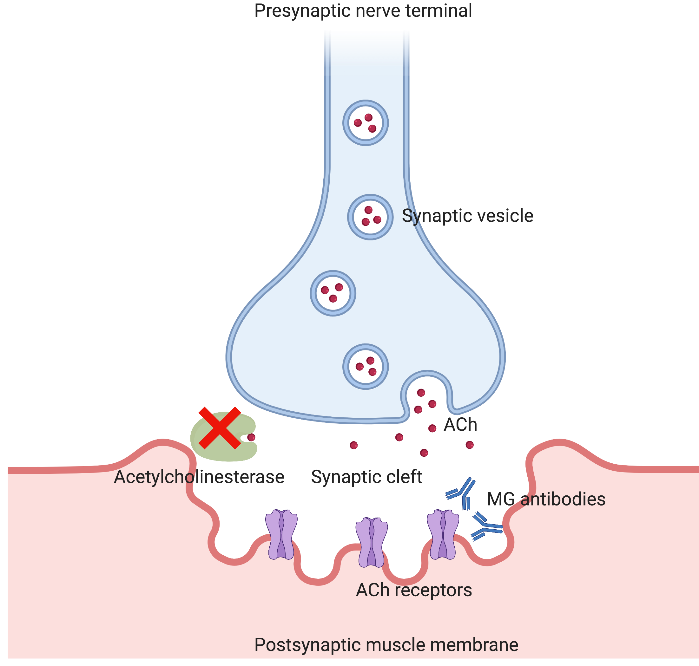 Presynaptic nerve terminal
Synaptic vesicle
ACh
Acetylcholinesterase
Synaptic cleft
MG antibodies
ACh receptors
Postsynaptic muscle membrane